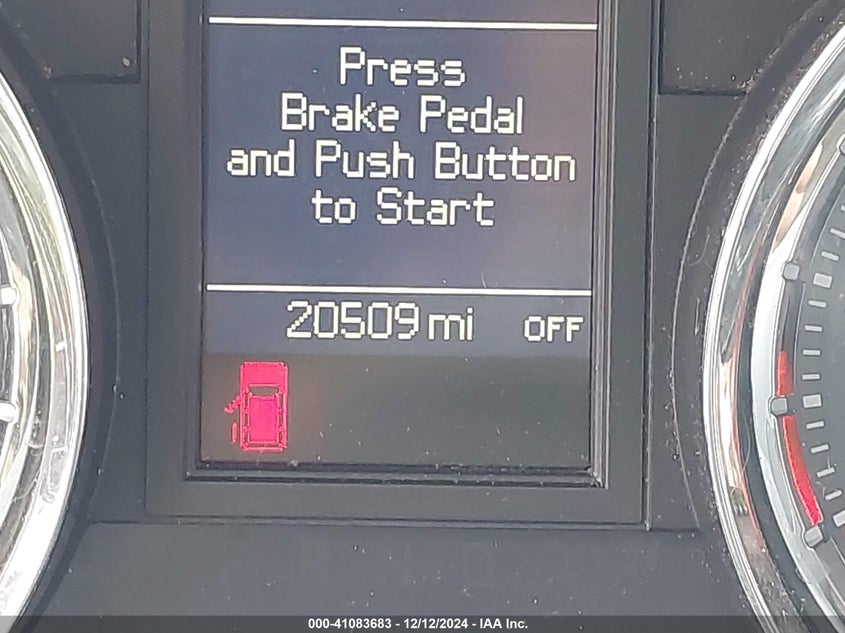 Press
Brake Pedal
and Push Button
to Start
20509 mi OFF
000-41083683 - 12/12/2024 - IAA Inc.